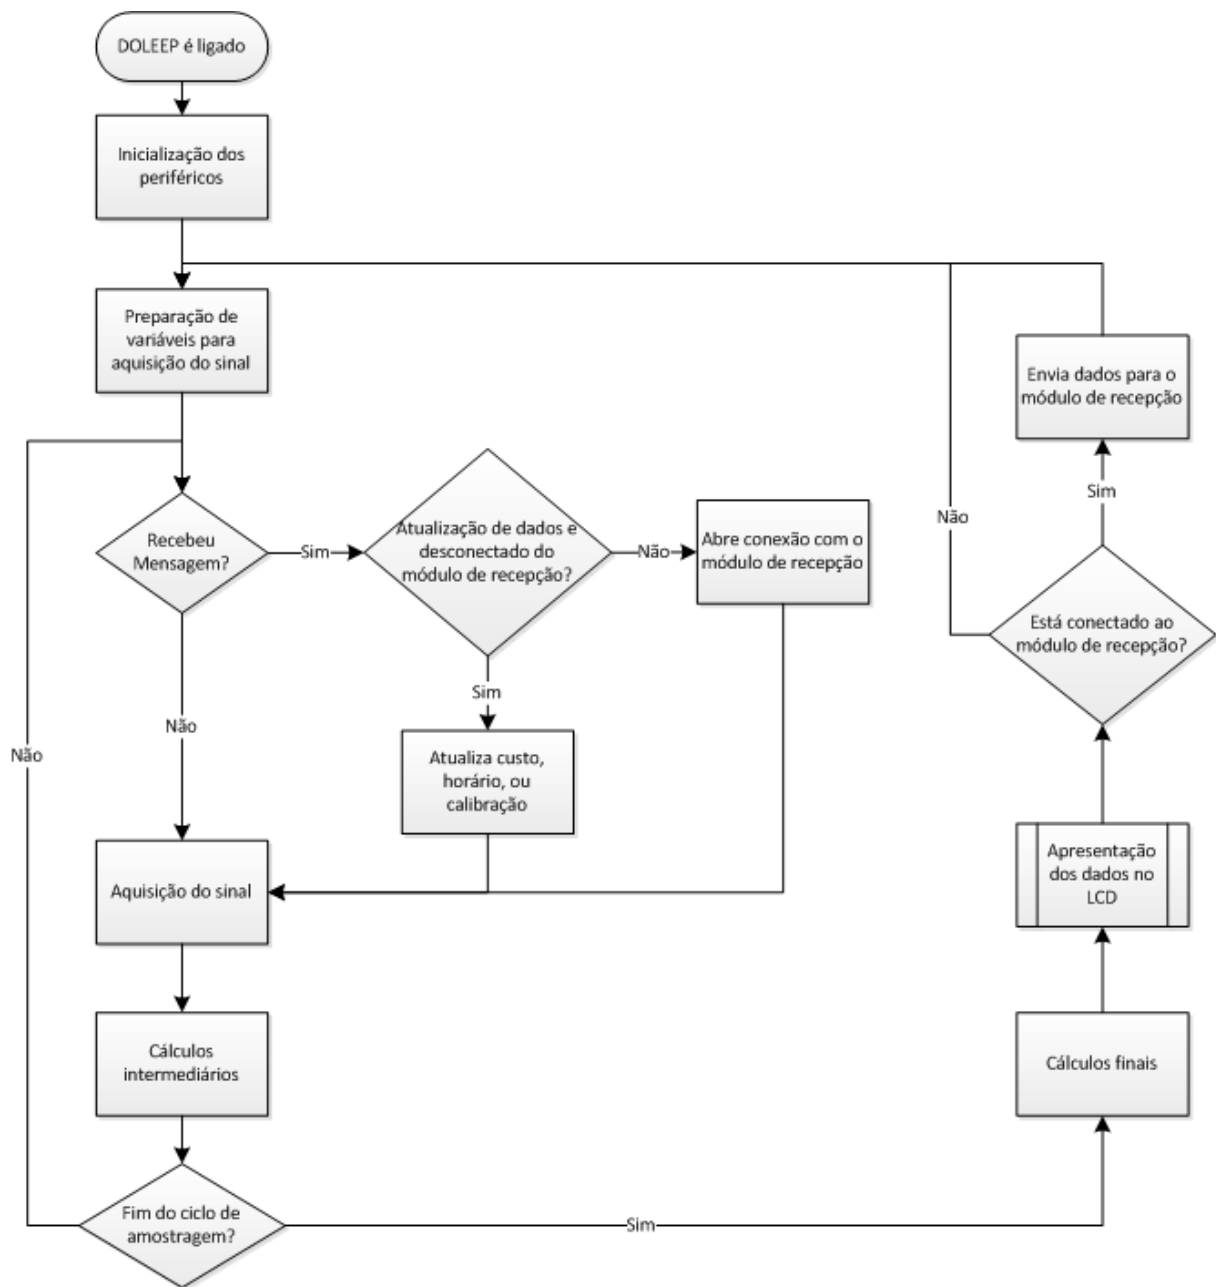 DOLEEP é ligado
Inicialização dos
periféricos
Preparação de
variáveis para
aquisição do sinal
Recebeu
Mensagem?
Sim
Atualização de dados e
desconectado do
módulo de recepção?
Não
Abre conexão com o
módulo de recepção
Sim
Atualiza custo,
horário, ou
calibração
Não
Não
Aquisição do sinal
Cálculos
intermediários
Fim do ciclo de
amostragem?
Sim
Cálculos finais
Apresentação
dos dados no
LCD
Está conectado ao
módulo de recepção?
Não
Sim
Envia dados para o
módulo de recepção